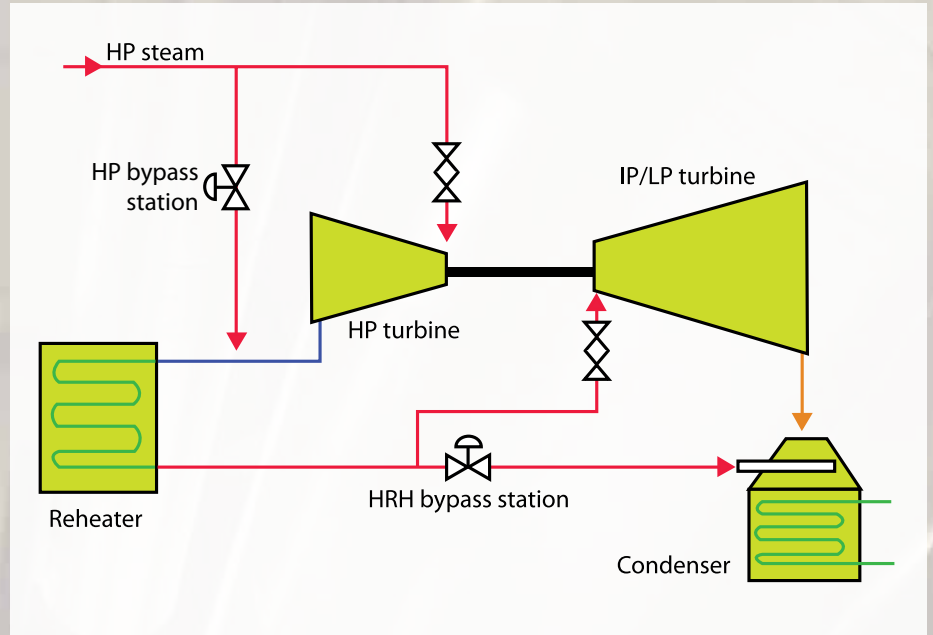 HP steam
HP bypass
station
IP/LP turbine
HP turbine
HRH bypass station
Reheater
Condenser